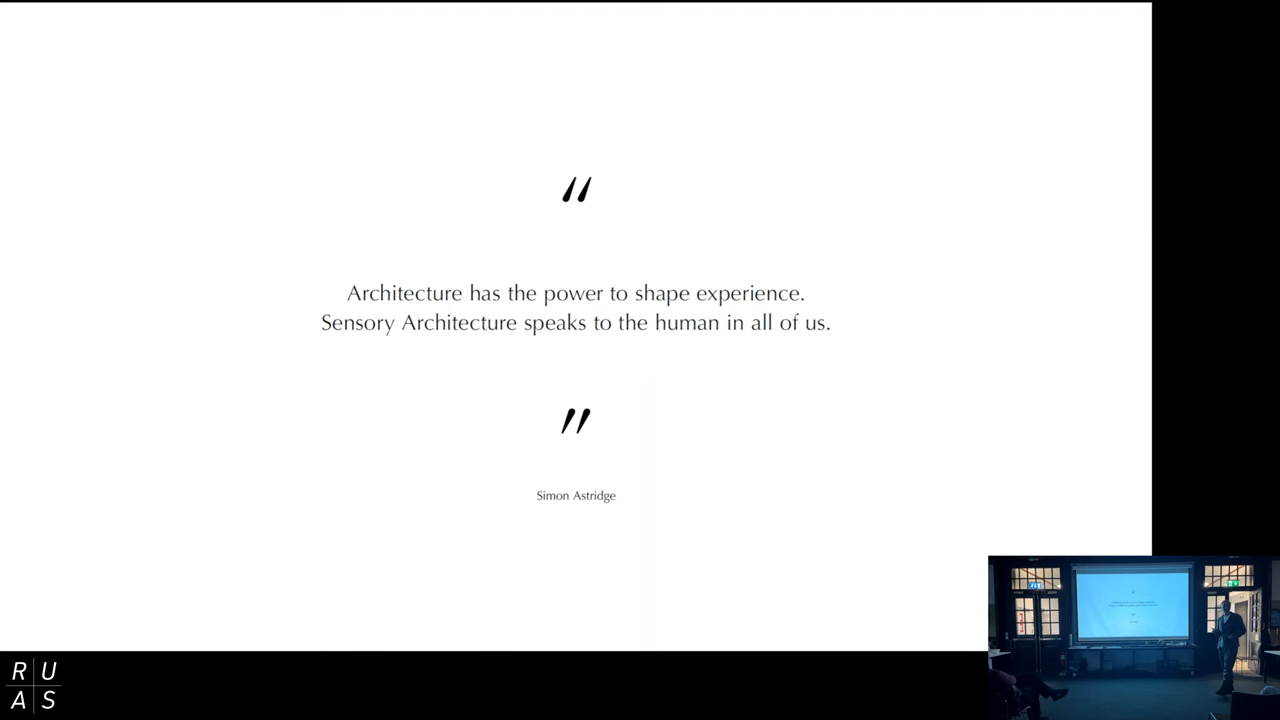 “
Architecture has the power to shape experience.
Sensory Architecture speaks to the human in all of us.
”
Simon Astridge
R U
A S